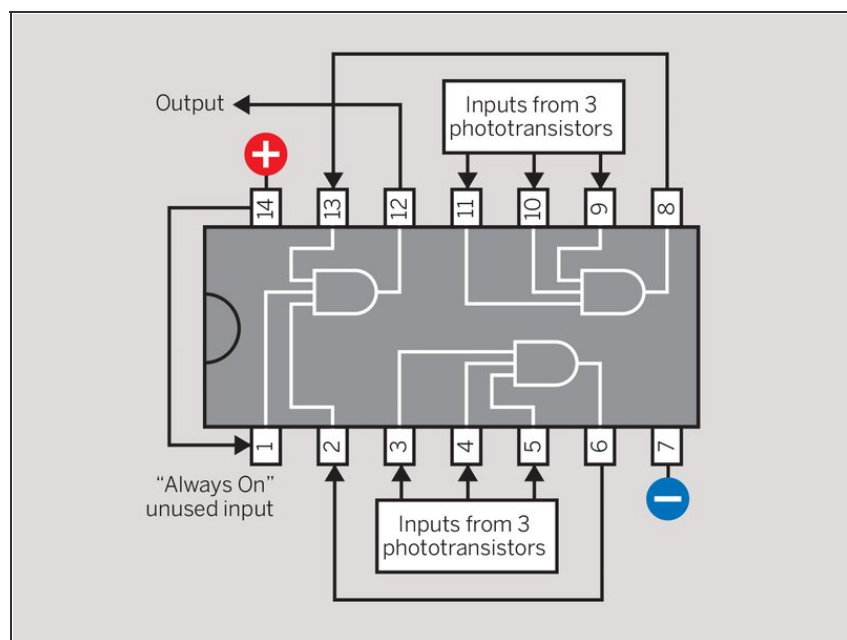 Output
Inputs from 3
phototransistors
+
14
13
12
11
10
9
8
1
2
3
4
5
6
7
"Always On"
unused input
Inputs from 3
phototransistors
−